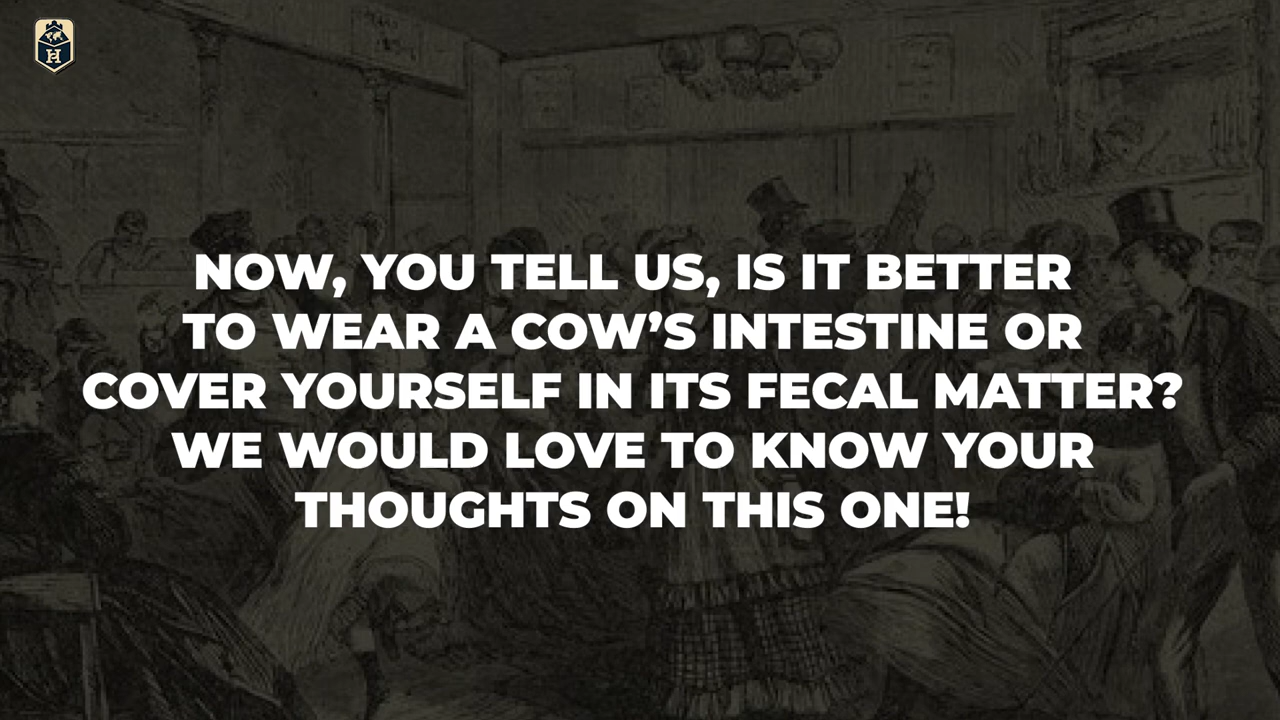 NOW, YOU TELL US, IS IT BETTER
TO WEAR A COW’S INTESTINE OR
COVER YOURSELF IN ITS FECAL MATTER?
WE WOULD LOVE TO KNOW YOUR
THOUGHTS ON THIS ONE!